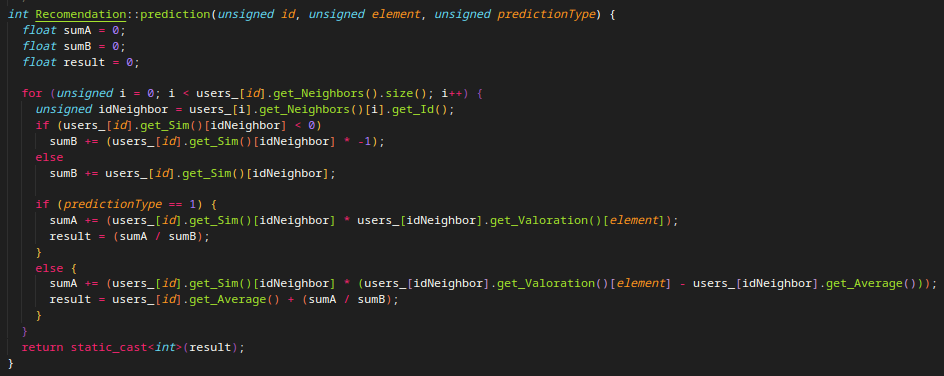 int Recomendation::prediction(unsigned id, unsigned element, unsigned predictionType) {
  float sumA = 0;
  float sumB = 0;
  float result = 0;

  for (unsigned i = 0; i < users_[id].get_Neighbors().size(); i++) {
    unsigned idNeighbor = users_[i].get_Neighbors()[i].get_Id();
    if (users_[id].get_Sim()[idNeighbor] < 0)
      sumB += (users_[id].get_Sim()[idNeighbor] * -1);
    else
      sumB += users_[id].get_Sim()[idNeighbor];

    if (predictionType == 1) {
      sumA += (users_[id].get_Sim()[idNeighbor] * users_[idNeighbor].get_Valoration()[element]);
      result = (sumA / sumB);
    }
    else {
      sumA += (users_[id].get_Sim()[idNeighbor] * (users_[idNeighbor].get_Valoration()[element] - users_[idNeighbor].get_Average()));
      result = users_[id].get_Average() + (sumA / sumB);
    }
  }
  return static_cast<int>(result);
}